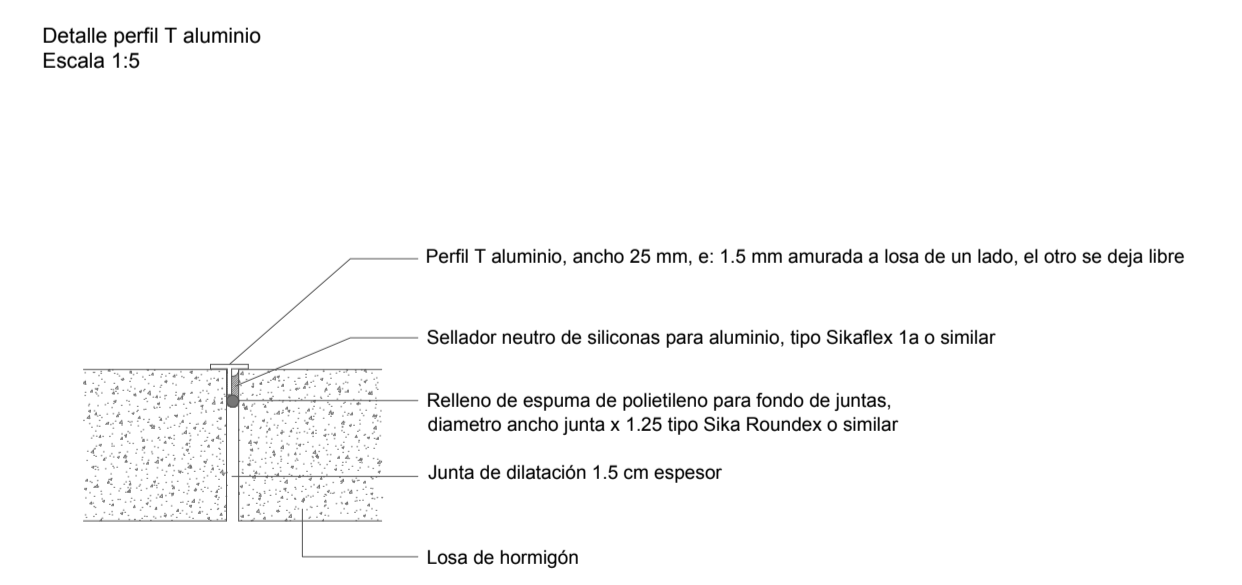 Detalle perfil T aluminio
Escala 1:5
Perfil T aluminio, ancho 25 mm, e: 1.5 mm amurada a losa de un lado, el otro se deja libre
Sellador neutro de siliconas para aluminio, tipo Sikaflex 1a o similar
Relleno de espuma de polietileno para fondo de juntas,
diametro ancho junta x 1.25 tipo Sika Roundex o similar
Junta de dilatación 1.5 cm espesor
Losa de hormigón